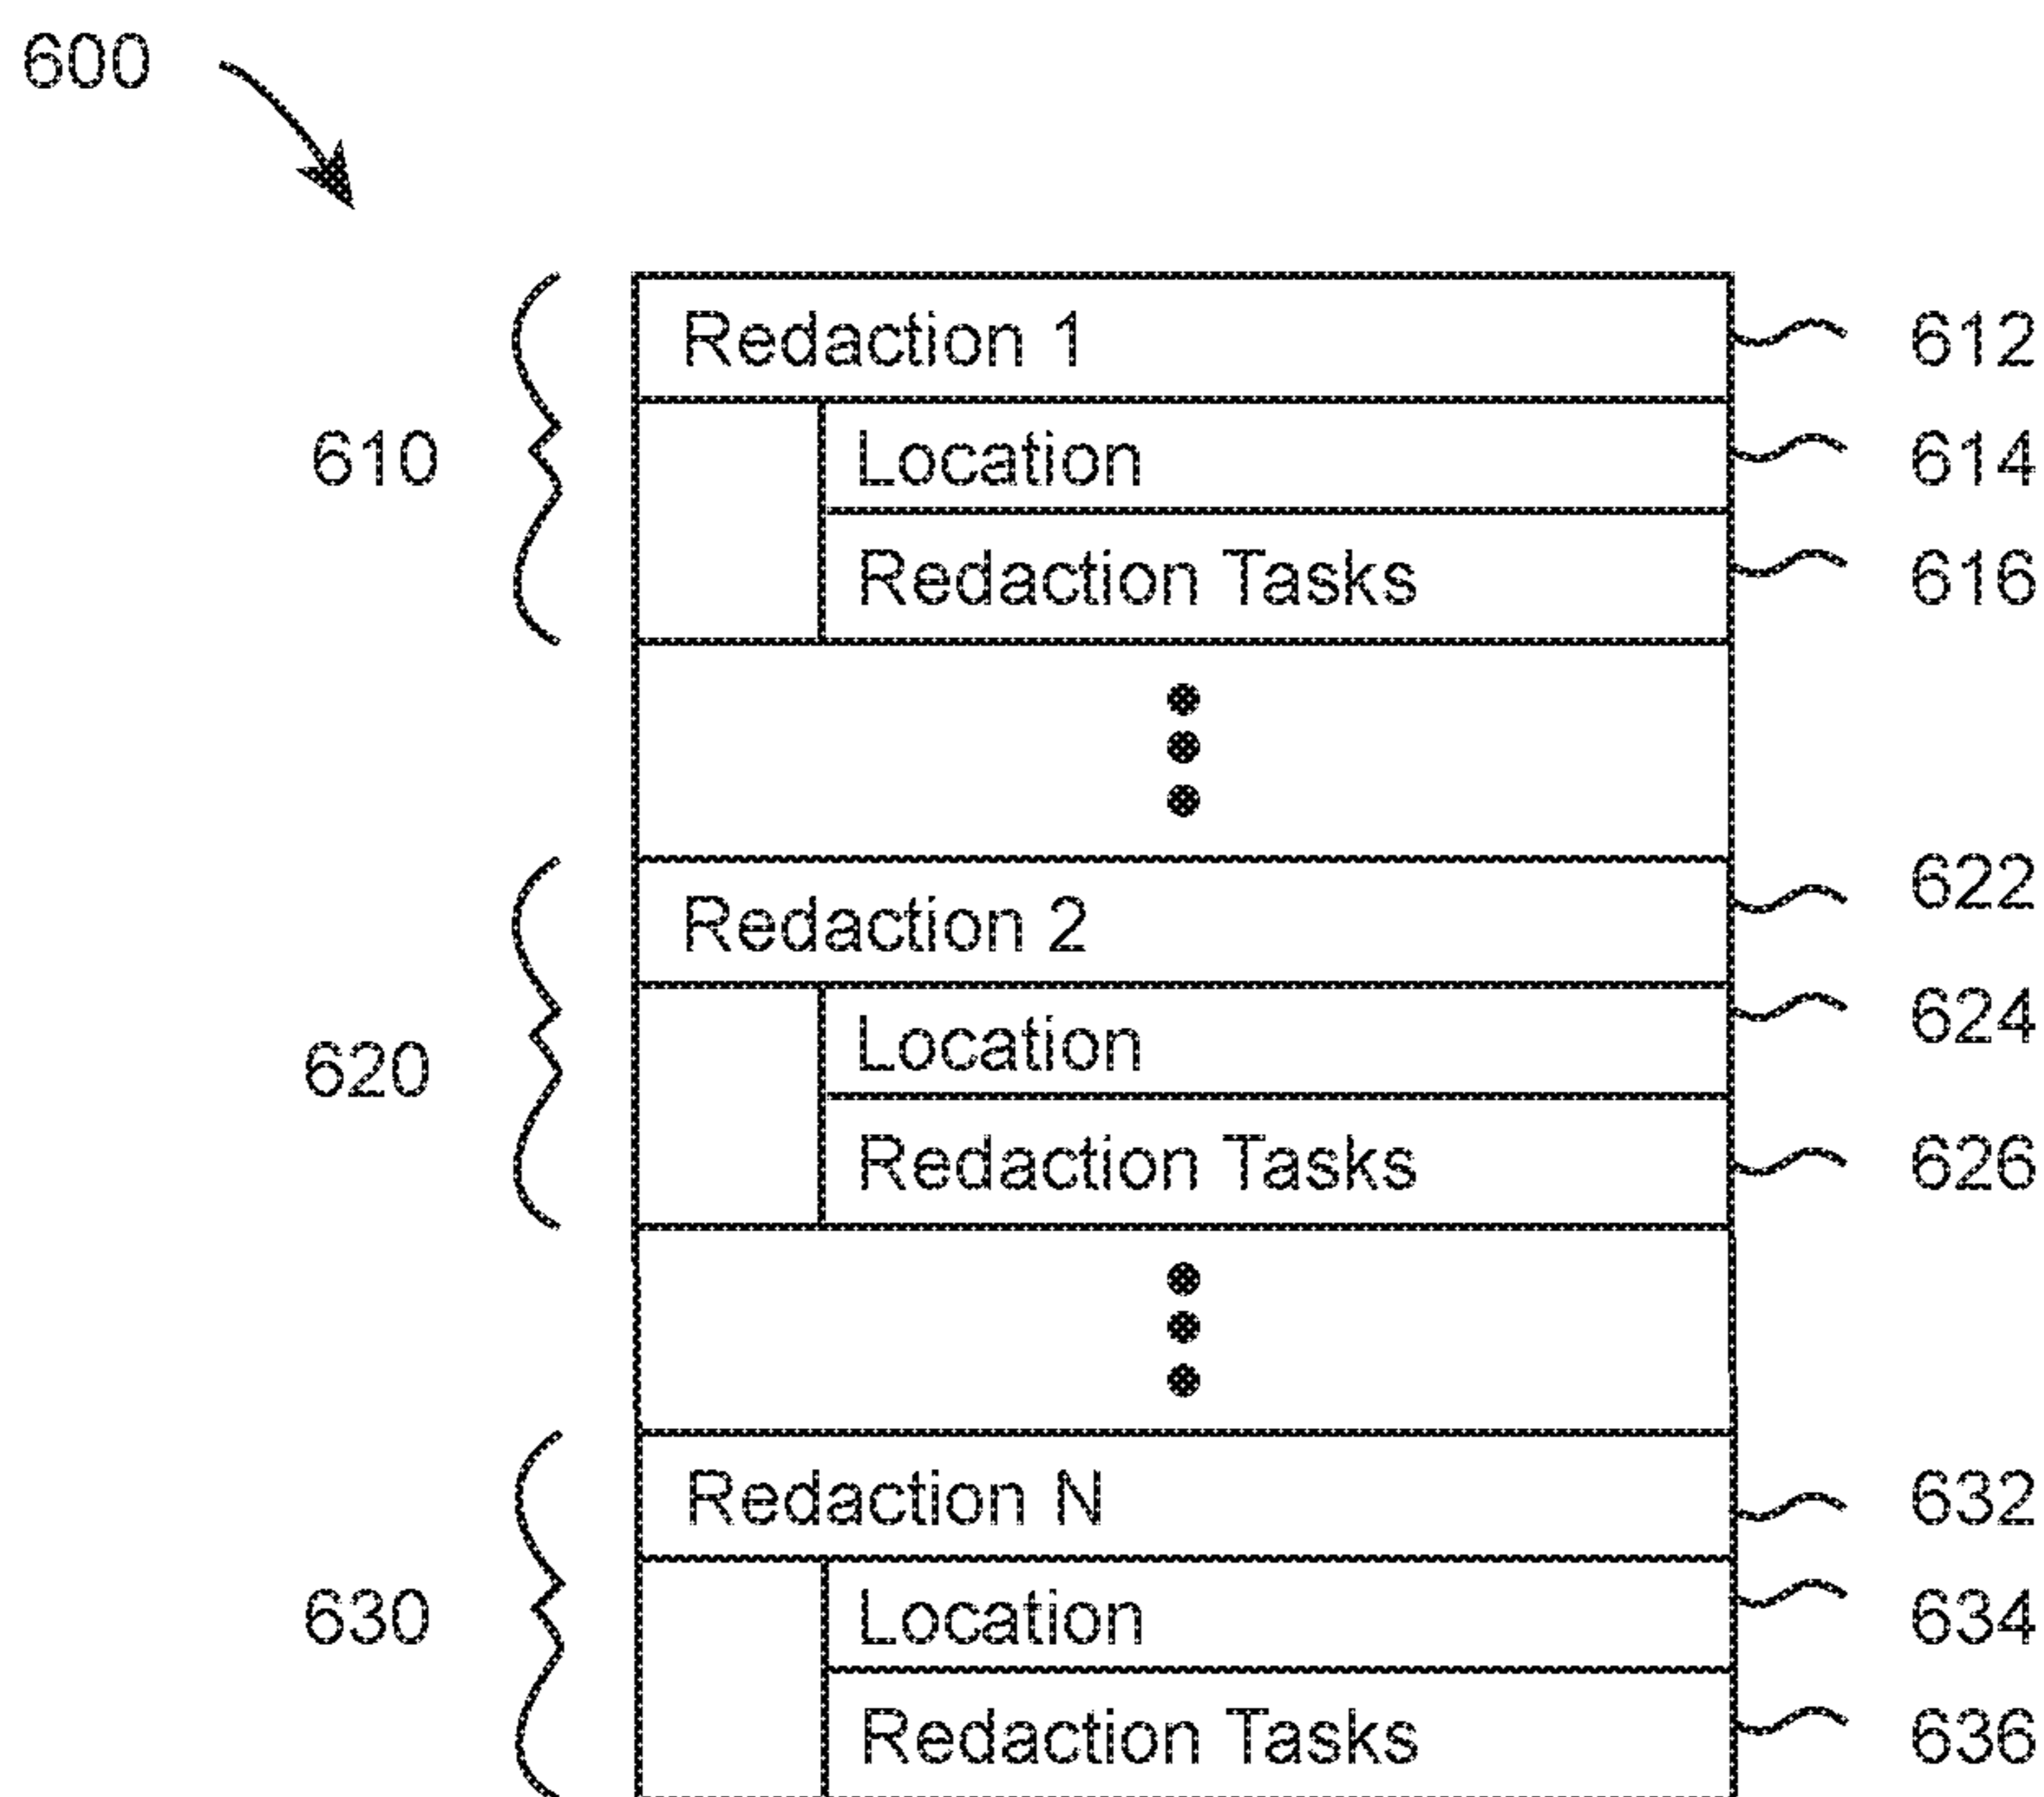 600
Redaction 1 612
610 Location 614
Redaction Tasks 616
622
Redaction 2
Location 624
620
Redaction Tasks 626
Redaction N 632
630 Location 634
Redaction Tasks 636